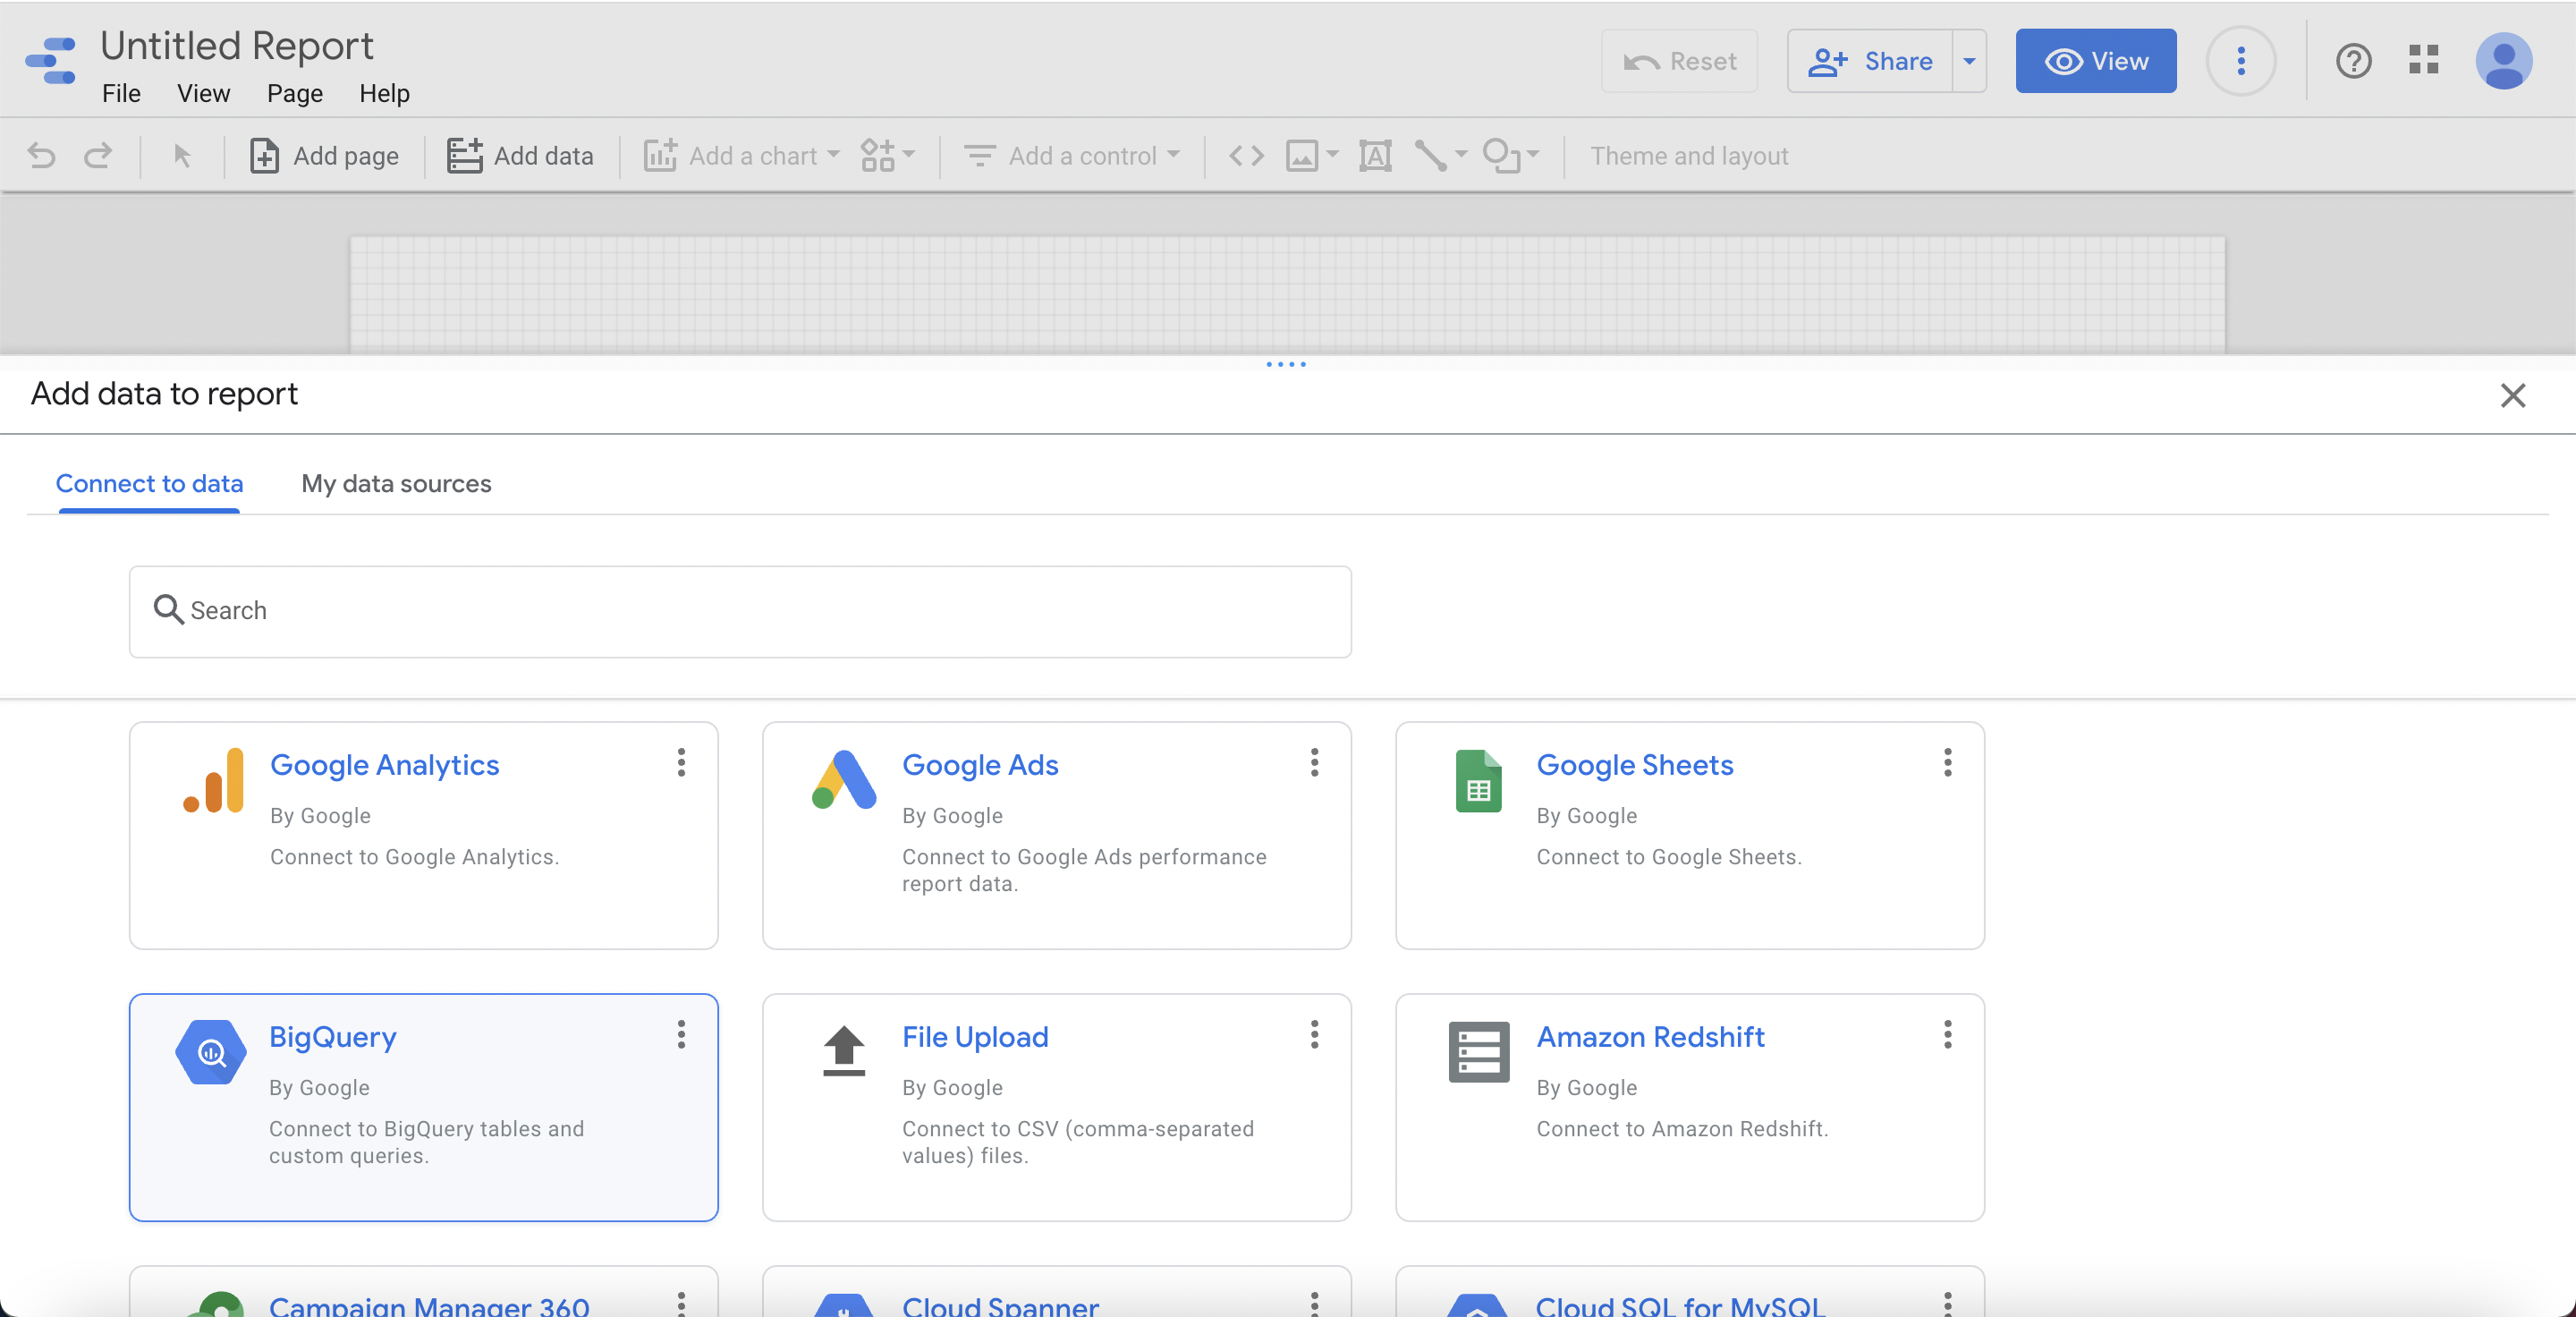 Untitled Report
File View Page Help
Reset Share View
Add page Add data Add a chart Add a control Theme and layout
Add data to report
Connect to data My data sources
Search
Google Analytics
By Google
Connect to Google Analytics.
Google Ads
By Google
Connect to Google Ads performance
report data.
Google Sheets
By Google
Connect to Google Sheets.
BigQuery
By Google
Connect to BigQuery tables and
custom queries.
File Upload
By Google
Connect to CSV (comma-separated
values) files.
Amazon Redshift
By Google
Connect to Amazon Redshift.
Campaign Manager 360
Cloud Spanner
Cloud SQL for MySQL